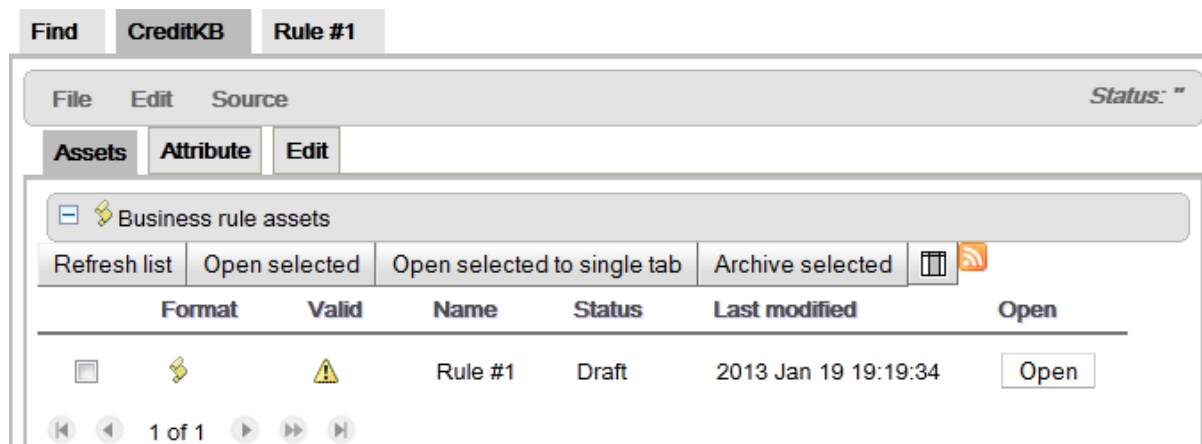 Find CreditKB Rule #1
File Edit Source Status: "
Assets Attribute Edit
Business rule assets
Refresh list Open selected Open selected to single tab Archive selected
Format Valid Name Status Last modified Open
Rule #1 Draft 2013 Jan 19 19:19:34 Open
1 of 1